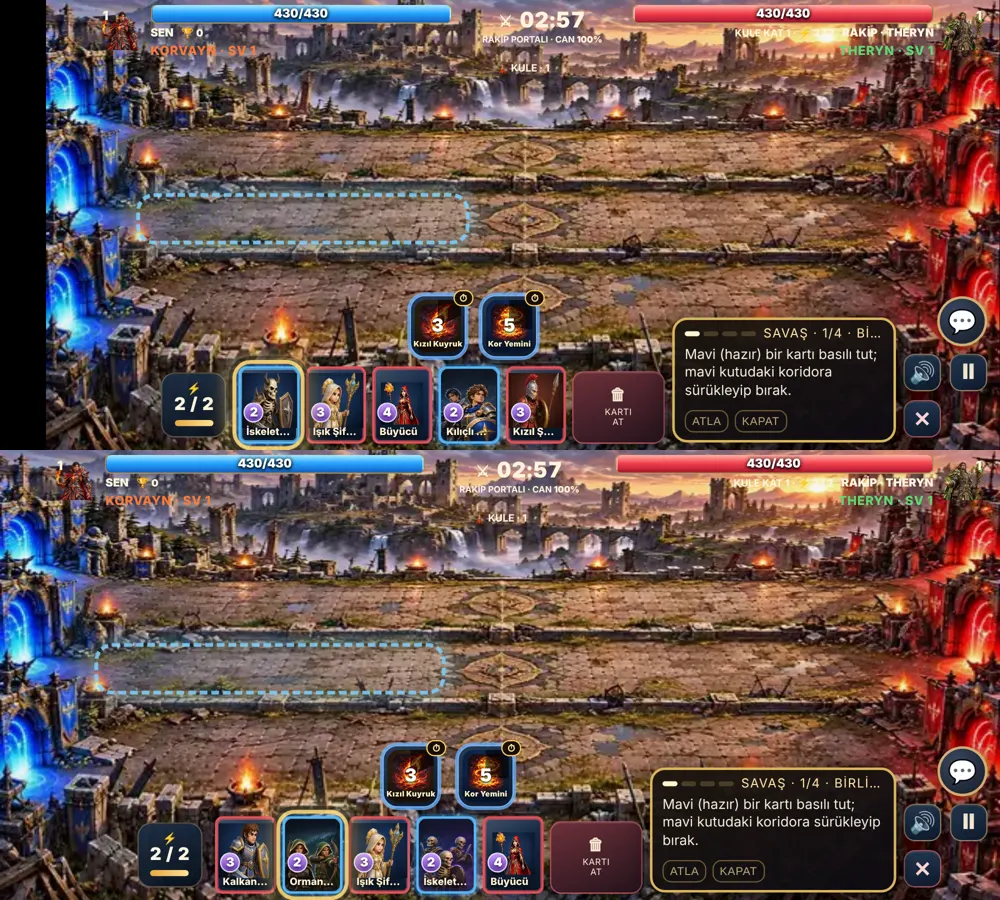 1
430/430
SEN 🏆 0
KORVAYN · SV 1
⚔ 02:57
RAKİP PORTALI · CAN 100%
KULE · 1
430/430
KULE KAT 1
RAKİP · THERYN
THERYN · SV 1
3
Kızıl Kuyruk
5
Kor Yemini
2 / 2
2
İskelet...
3
Işık Şif...
4
Büyücü
2
Kılıçlı ...
3
Kızıl Ş...
KARTI
AT
SAVAŞ · 1/4 · Bİ...
Mavi (hazır) bir kartı basılı tut;
mavi kutudaki koridora
sürükleyip bırak.
ATLA
KAPAT
1
430/430
SEN 🏆 0
KORVAYN · SV 1
⚔ 02:57
RAKİP PORTALI · CAN 100%
KULE · 1
430/430
KULE KAT 1
RAKİP · THERYN
THERYN · SV 1
3
Kızıl Kuyruk
5
Kor Yemini
2 / 2
3
Kalkan...
2
Orman...
3
Işık Şif...
2
İskelet...
4
Büyücü
KARTI
AT
SAVAŞ · 1/4 · BİRLİ...
Mavi (hazır) bir kartı basılı tut;
mavi kutudaki koridora sürükleyip
bırak.
ATLA
KAPAT